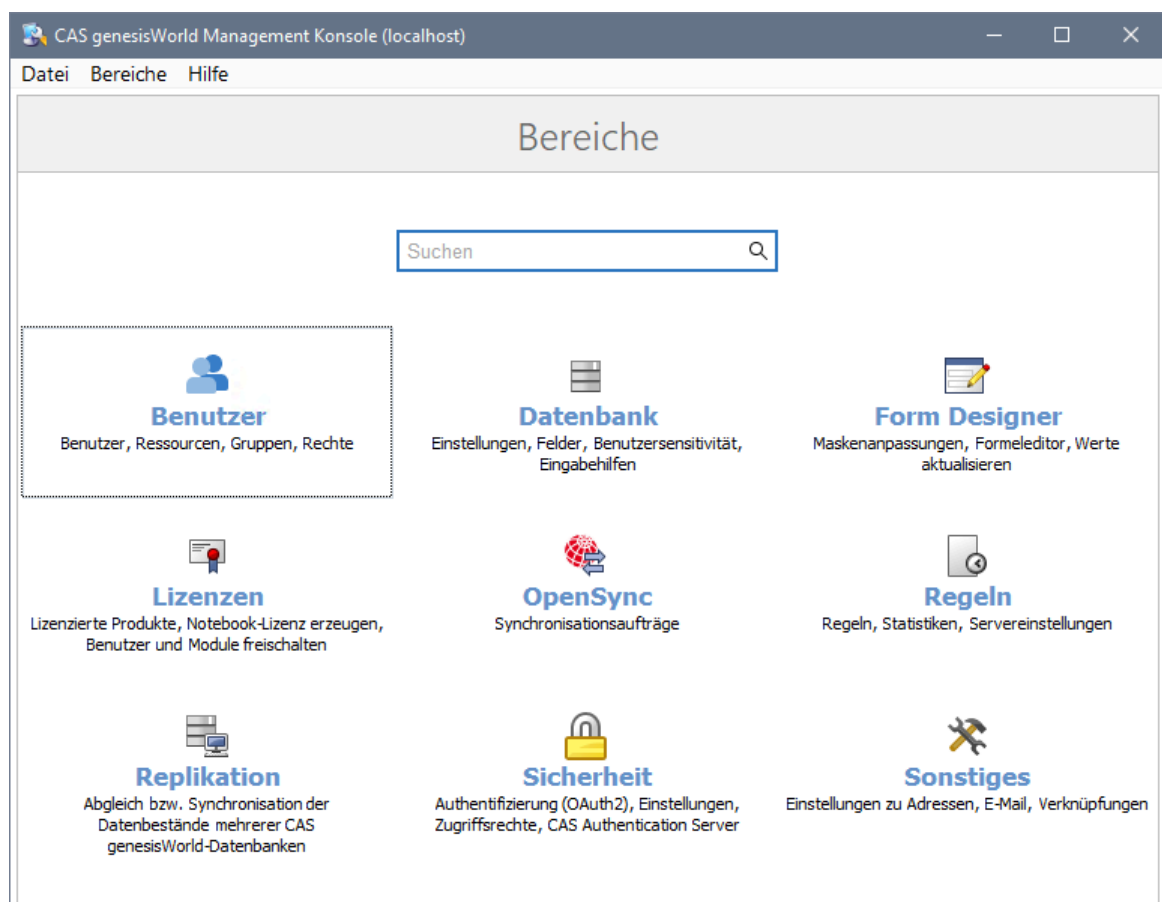 CAS genesisWorld Management Konsole (localhost)
Datei Bereiche Hilfe
Bereiche
Suchen
Benutzer
Benutzer, Ressourcen, Gruppen, Rechte
Datenbank
Einstellungen, Felder, Benutzersensitivität,
Eingabehilfen
Form Designer
Maskenanpassungen, Formeleditor, Werte
aktualisieren
Lizenzen
Lizenzierte Produkte, Notebook-Lizenz erzeugen,
Benutzer und Module freischalten
OpenSync
Synchronisationsaufträge
Regeln
Regeln, Statistiken, Servereinstellungen
Replikation
Abgleich bzw. Synchronisation der
Datenbestände mehrerer CAS
genesisWorld-Datenbanken
Sicherheit
Authentifizierung (OAuth2), Einstellungen,
Zugriffsrechte, CAS Authentication Server
Sonstiges
Einstellungen zu Adressen, E-Mail, Verknüpfungen